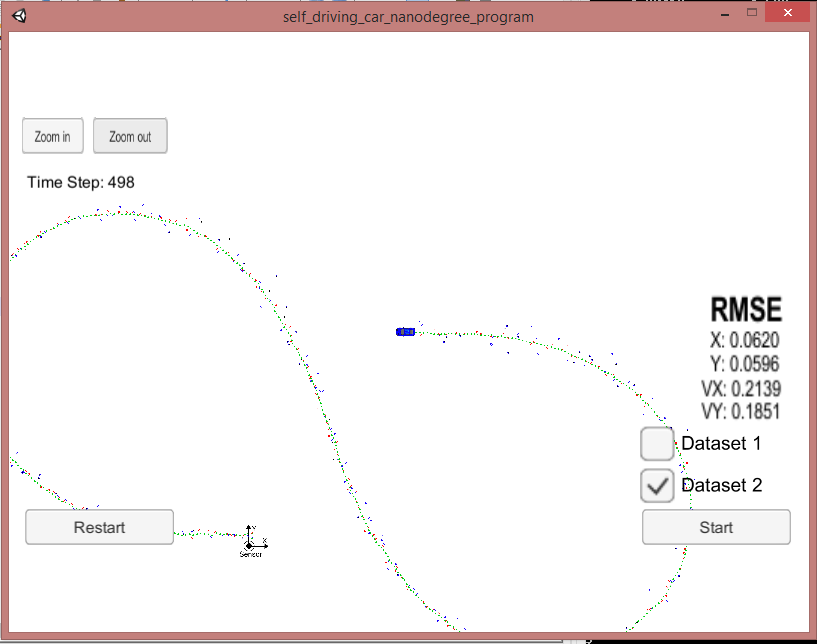 self_driving_car_nanodegree_program
Zoom in
Zoom out
Time Step: 498
RMSE
X: 0.0620
Y: 0.0596
VX: 0.2139
VY: 0.1851
Dataset 1
Dataset 2
Restart
Start
Y
X
Sensor